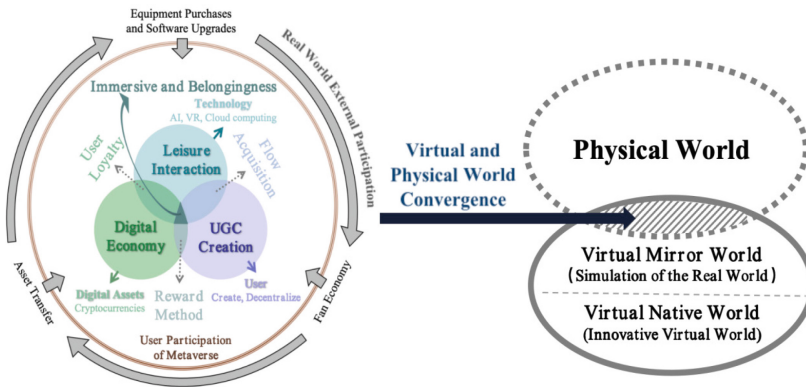 Equipment Purchases
and Software Upgrades
Real World External Participation
Immersive and Belongingness
Technology
AI, VR, Cloud computing
User
Loyalty
Flow
Acquisition
Leisure
Interaction
Digital
Economy
UGC
Creation
Digital Assets
Cryptocurrencies
Reward
Method
User
Create, Decentralize
Asset Transfer
Fan Economy
User Participation
of Metaverse
Virtual and
Physical World
Convergence
Physical World
Virtual Mirror World
(Simulation of the Real World)
Virtual Native World
(Innovative Virtual World)